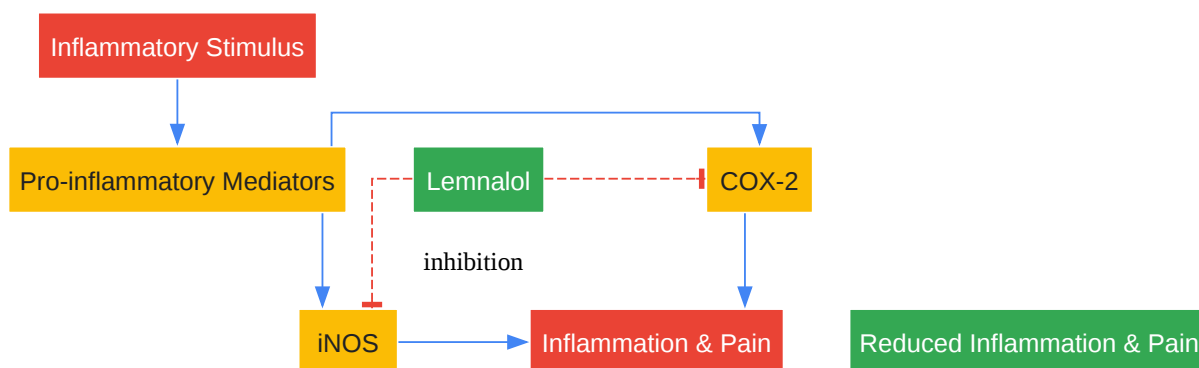 Inflammatory Stimulus
Pro-inflammatory Mediators
Lemnalol
COX-2
inhibition
iNOS
Inflammation & Pain
Reduced Inflammation & Pain